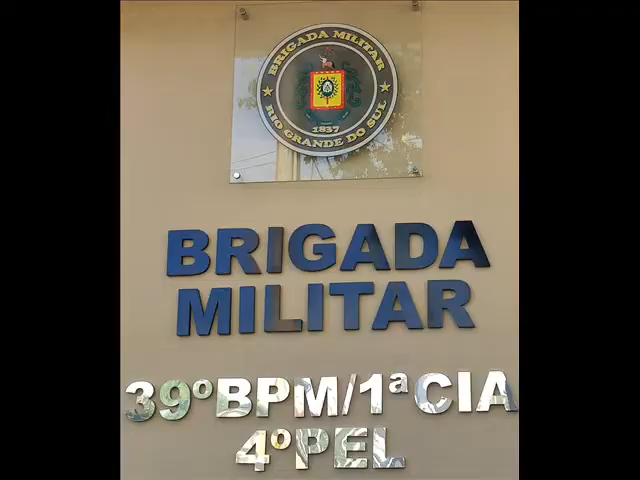 BRIGADA MILITAR
1837
RIO GRANDE DO SUL
BRIGADA
MILITAR
39ºBPM/1ªCIA
4ºPEL